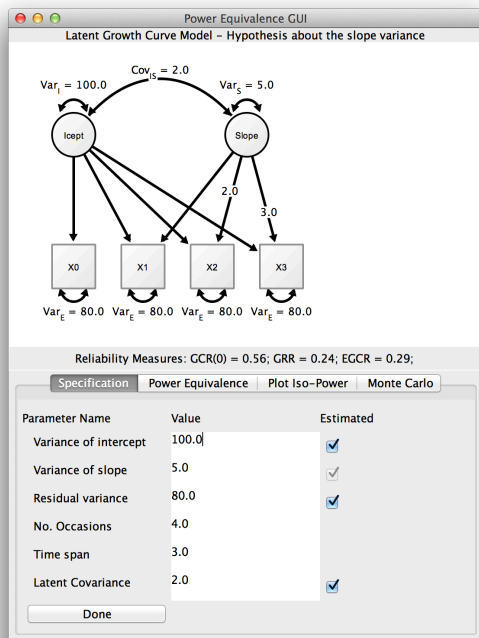 Power Equivalence GUI
Latent Growth Curve Model – Hypothesis about the slope variance
Cov_IS = 2.0
Var_I = 100.0
Var_S = 5.0
Icept
Slope
2.0
3.0
X0
X1
X2
X3
Var_E = 80.0 Var_E = 80.0 Var_E = 80.0 Var_E = 80.0
Reliability Measures: GCR(0) = 0.56; GRR = 0.24; EGCR = 0.29;
Specification Power Equivalence Plot Iso-Power Monte Carlo
Parameter Name Value Estimated
Variance of intercept 100.0
Variance of slope 5.0
Residual variance 80.0
No. Occasions 4.0
Time span 3.0
Latent Covariance 2.0
Done